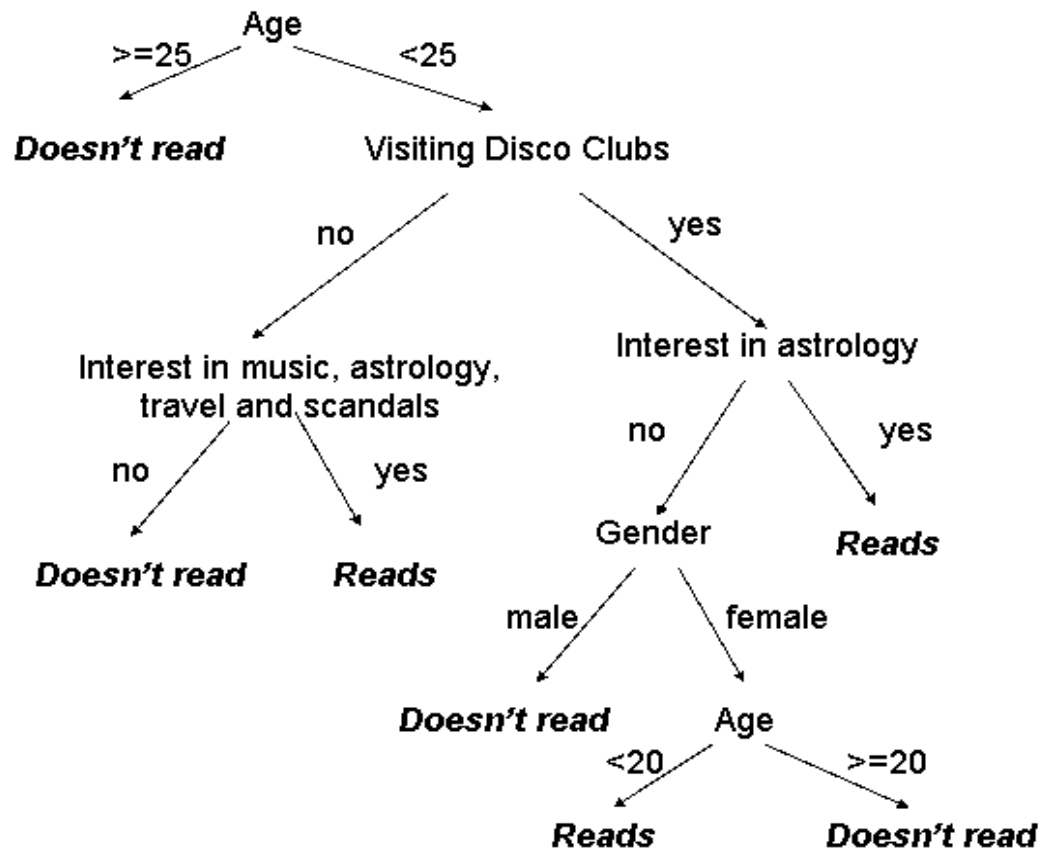 Age
>=25
<25
Doesn't read
Visiting Disco Clubs
no
yes
Interest in music, astrology,
travel and scandals
Interest in astrology
no
yes
no
yes
Doesn't read
Reads
Gender
Reads
male
female
Doesn't read
Age
<20
>=20
Reads
Doesn't read